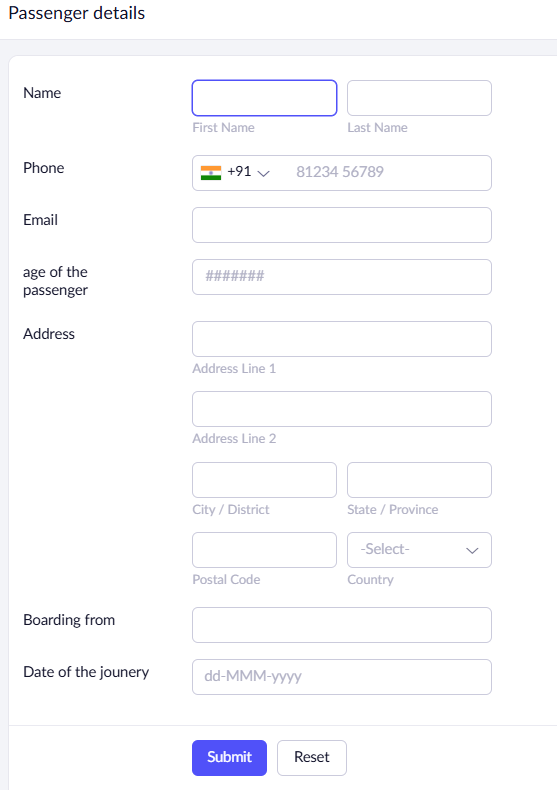 Passenger details
Name
First Name
Last Name
Phone
+91
81234 56789
Email
age of the
passenger
#######
Address
Address Line 1
Address Line 2
City / District
State / Province
-Select-
Postal Code
Country
Boarding from
Date of the jounery
dd-MMM-yyyy
Submit
Reset